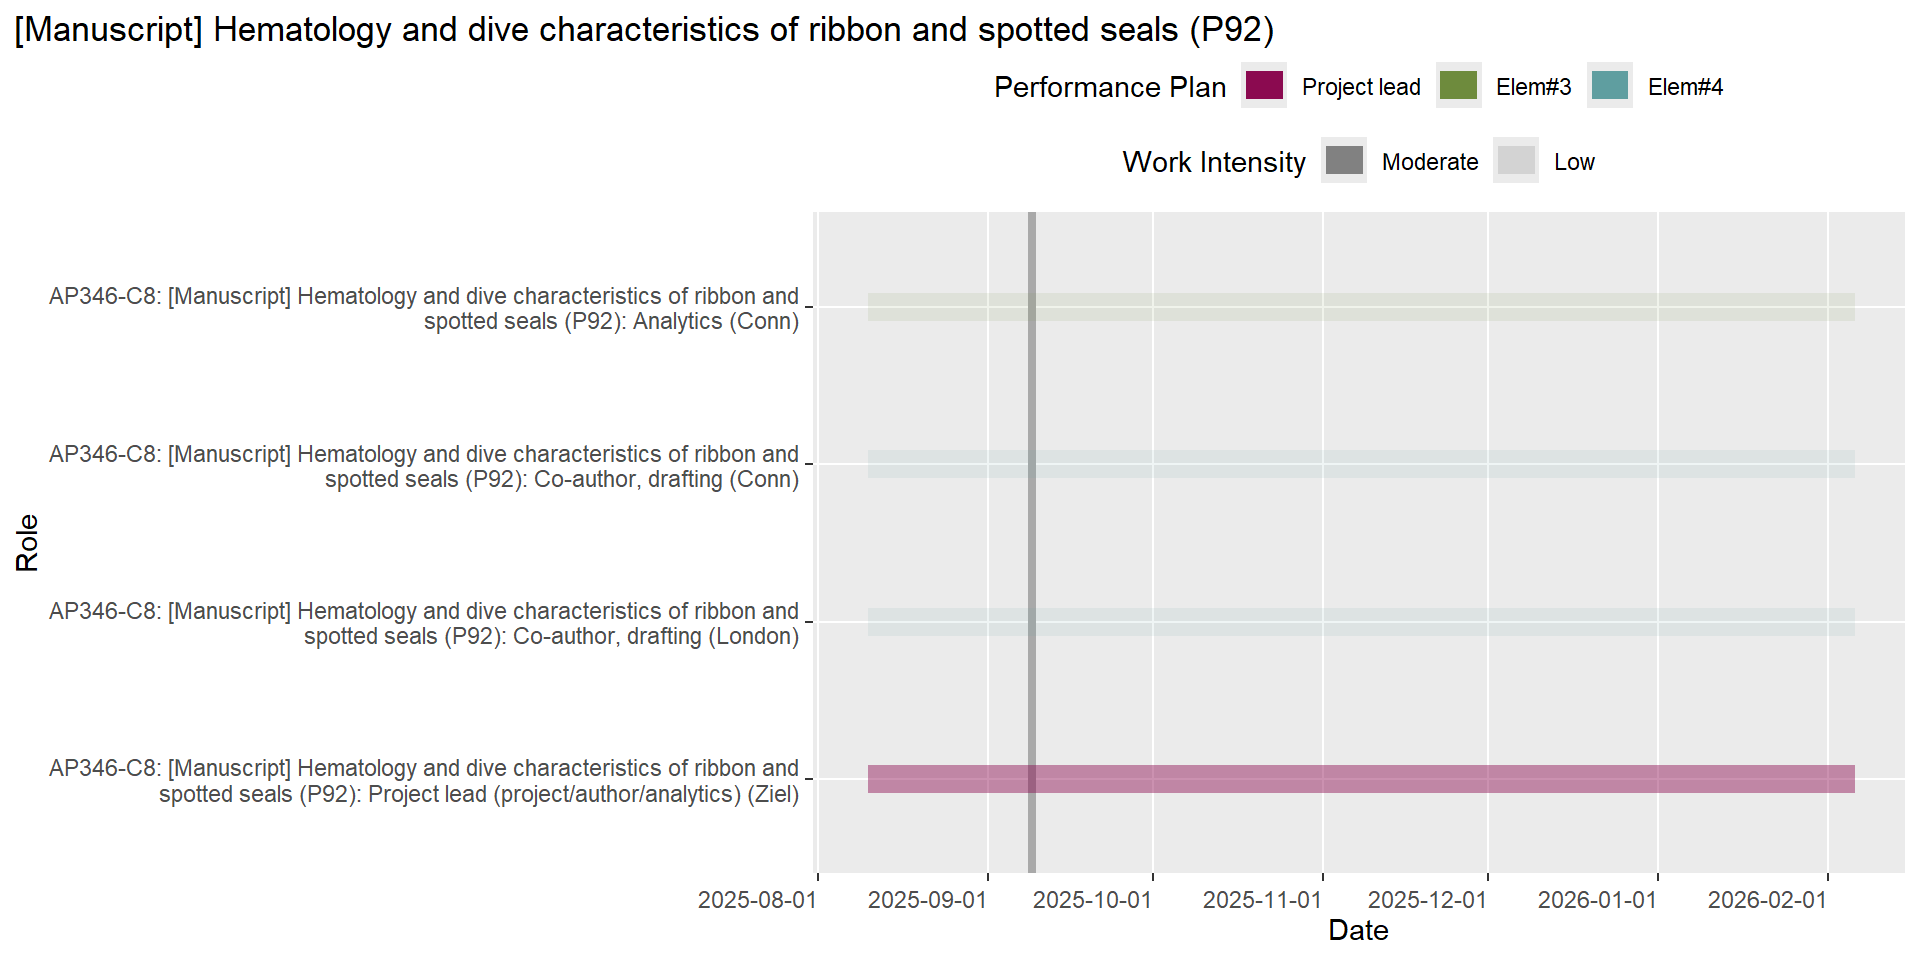 [Manuscript] Hematology and dive characteristics of ribbon and spotted seals (P92)
Performance Plan Project lead Elem#3 Elem#4
Work Intensity Moderate Low
AP346-C8: [Manuscript] Hematology and dive characteristics of ribbon and
spotted seals (P92): Analytics (Conn)
AP346-C8: [Manuscript] Hematology and dive characteristics of ribbon and
spotted seals (P92): Co-author, drafting (Conn)
AP346-C8: [Manuscript] Hematology and dive characteristics of ribbon and
spotted seals (P92): Co-author, drafting (London)
AP346-C8: [Manuscript] Hematology and dive characteristics of ribbon and
spotted seals (P92): Project lead (project/author/analytics) (Ziel)
Role
2025-08-01 2025-09-01 2025-10-01 2025-11-01 2025-12-01 2026-01-01 2026-02-01
Date